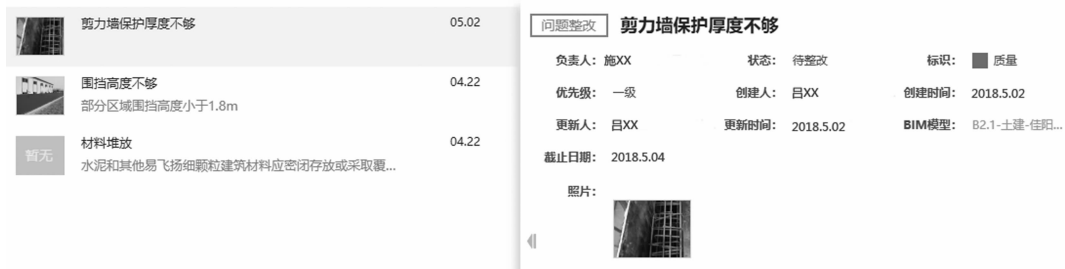 剪力墙保护厚度不够 05.02
围挡高度不够 04.22
部分区域围挡高度小于1.8m
材料堆放 04.22
暂无
水泥和其他易飞扬细颗粒建筑材料应密闭存放或采取覆...
问题整改 剪力墙保护厚度不够
负责人: 施XX 状态: 待整改 标识: 质量
优先级: 一级 创建人: 吕XX 创建时间: 2018.5.02
更新人: 吕XX 更新时间: 2018.5.02 BIM模型: B2.1-土建-佳阳...
截止日期: 2018.5.04
照片: